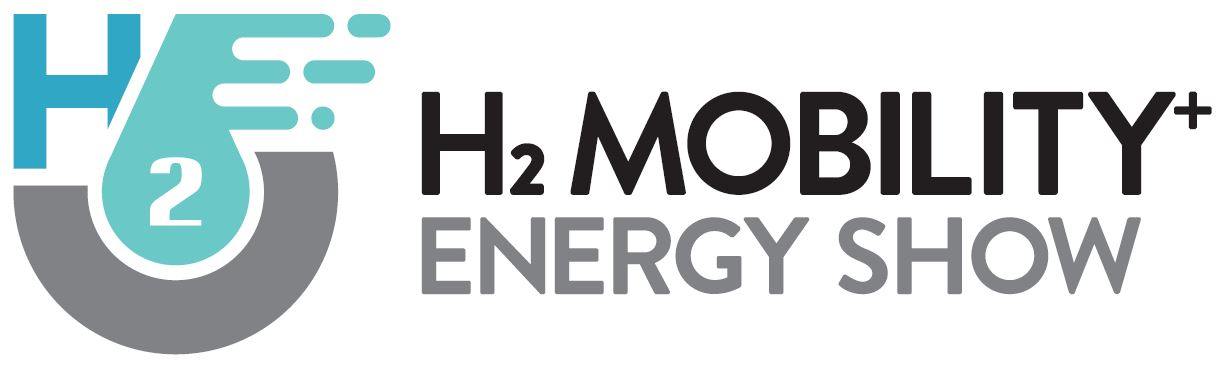 H2
H2 MOBILITY+
ENERGY SHOW